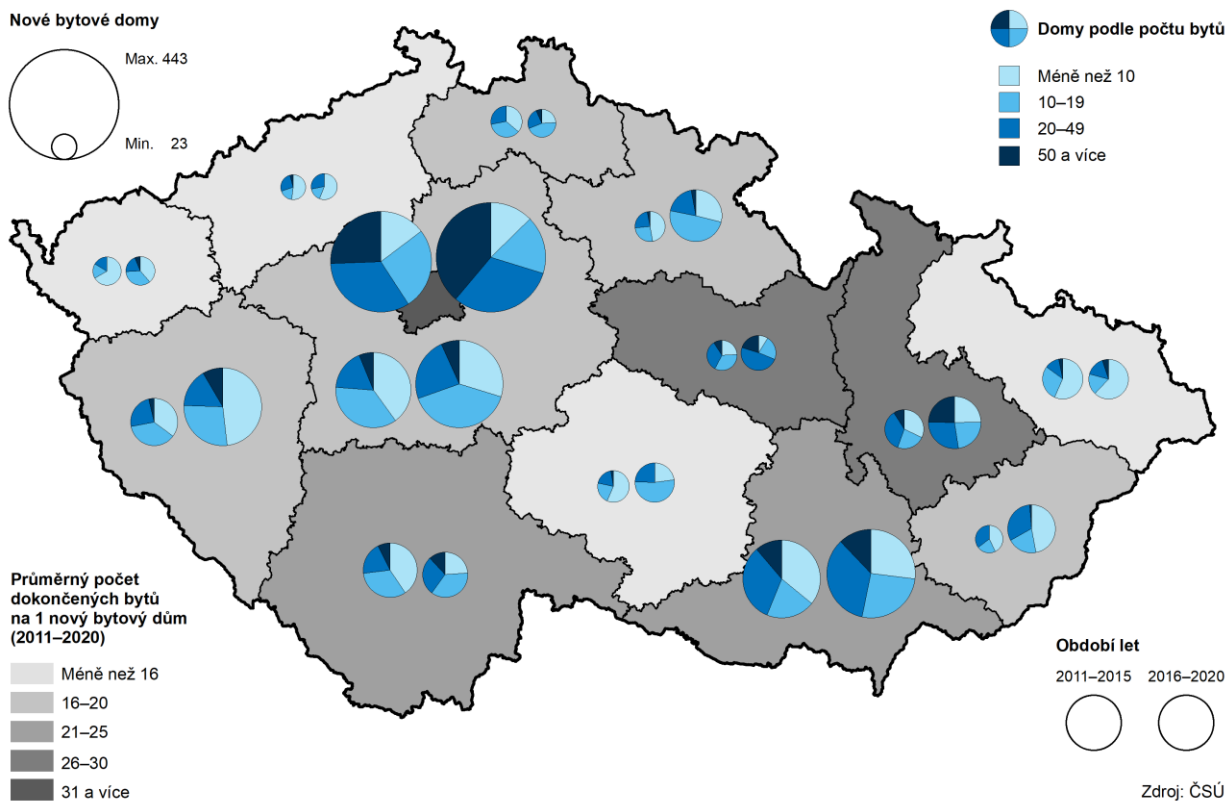 Nové bytové domy
Max. 443
Min. 23
Domy podle počtu bytů
Méně než 10
10–19
20–49
50 a více
Průměrný počet
dokončených bytů
na 1 nový bytový dům
(2011–2020)
Méně než 16
16–20
21–25
26–30
31 a více
Období let
2011–2015
2016–2020
Zdroj: ČSÚ